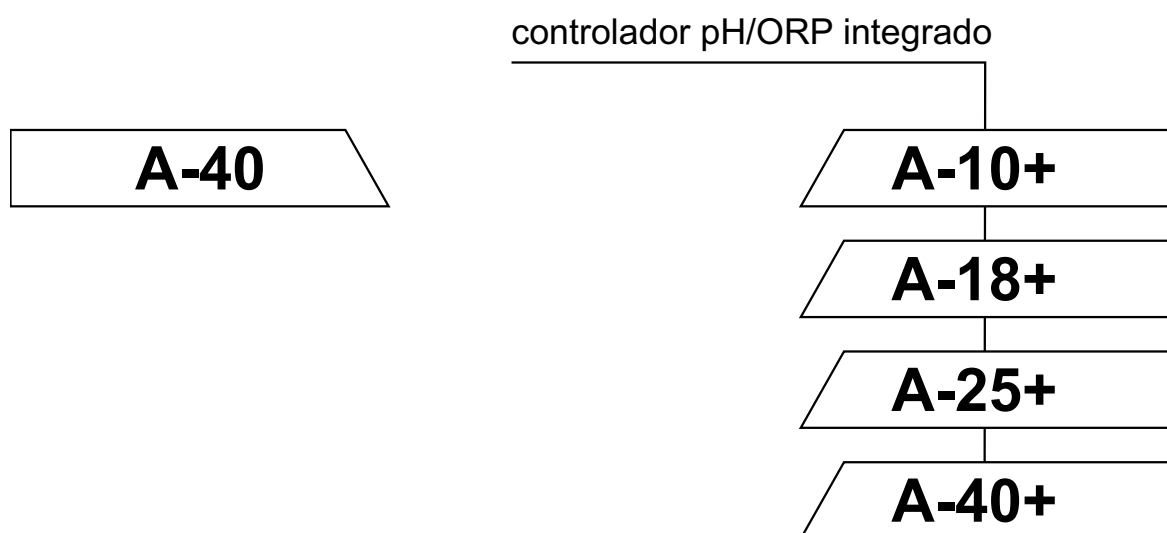 controlador pH/ORP integrado
A-40
A-10+
A-18+
A-25+
A-40+